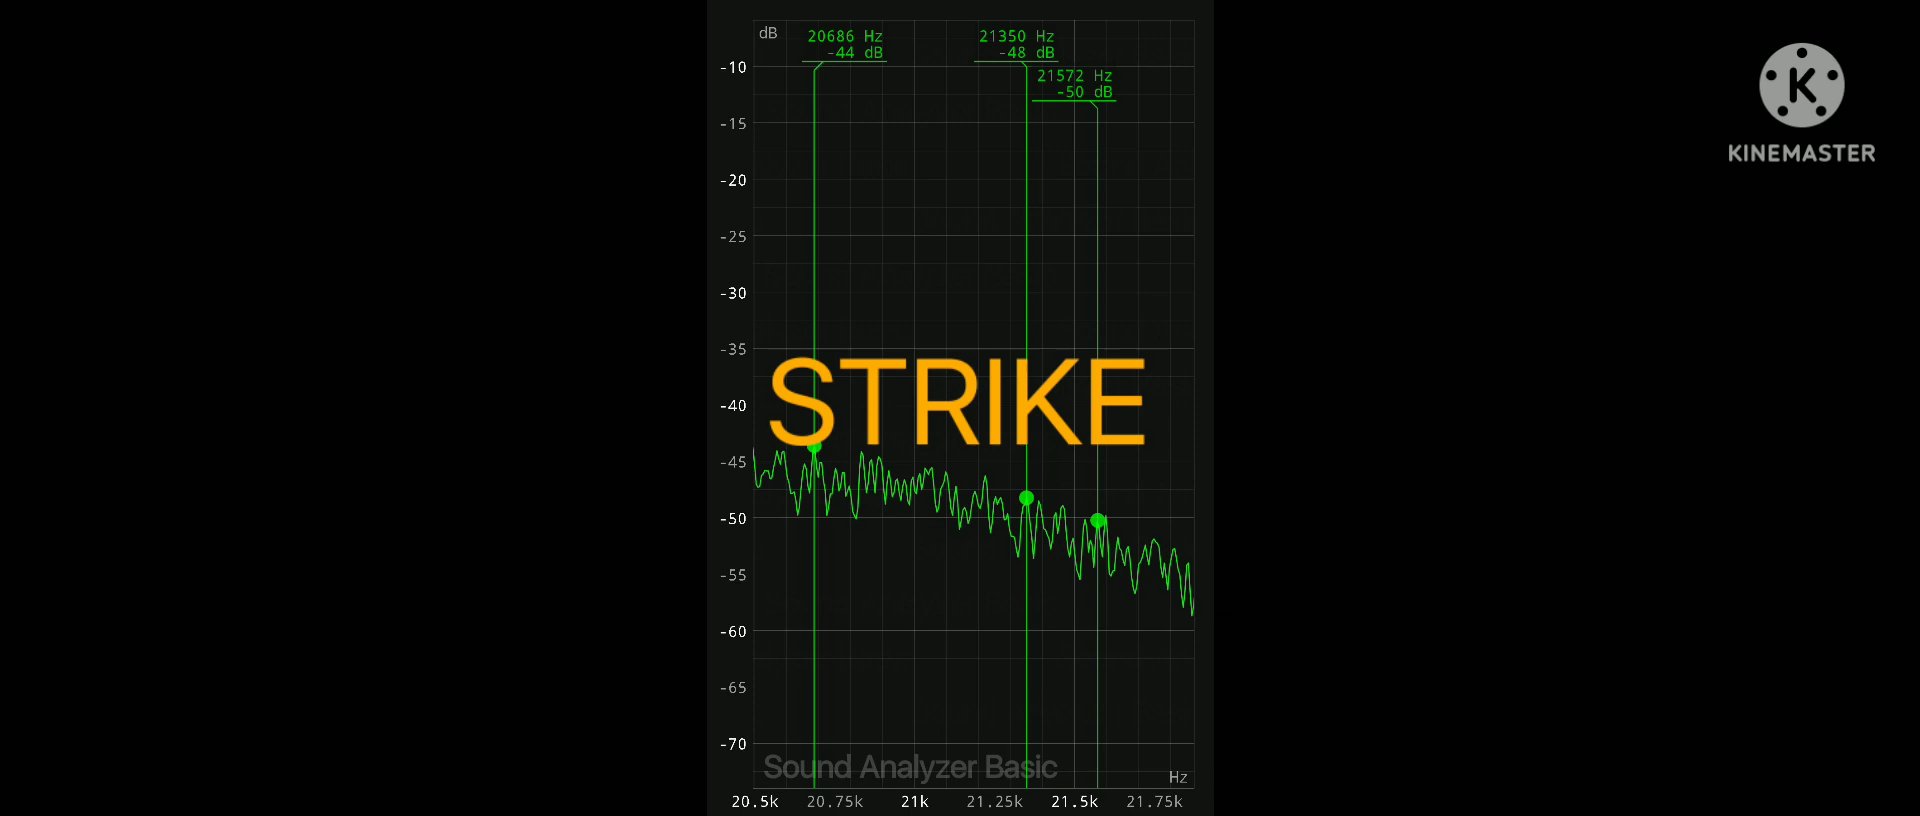 dB
20686 Hz
-44 dB
21350 Hz
-48 dB
21572 Hz
-50 dB
-10
-15
-20
-25
-30
-35
-40
-45
-50
-55
-60
-65
-70
STRIKE
Sound Analyzer Basic
Hz
20.5k 20.75k 21k 21.25k 21.5k 21.75k
K
KINEMASTER